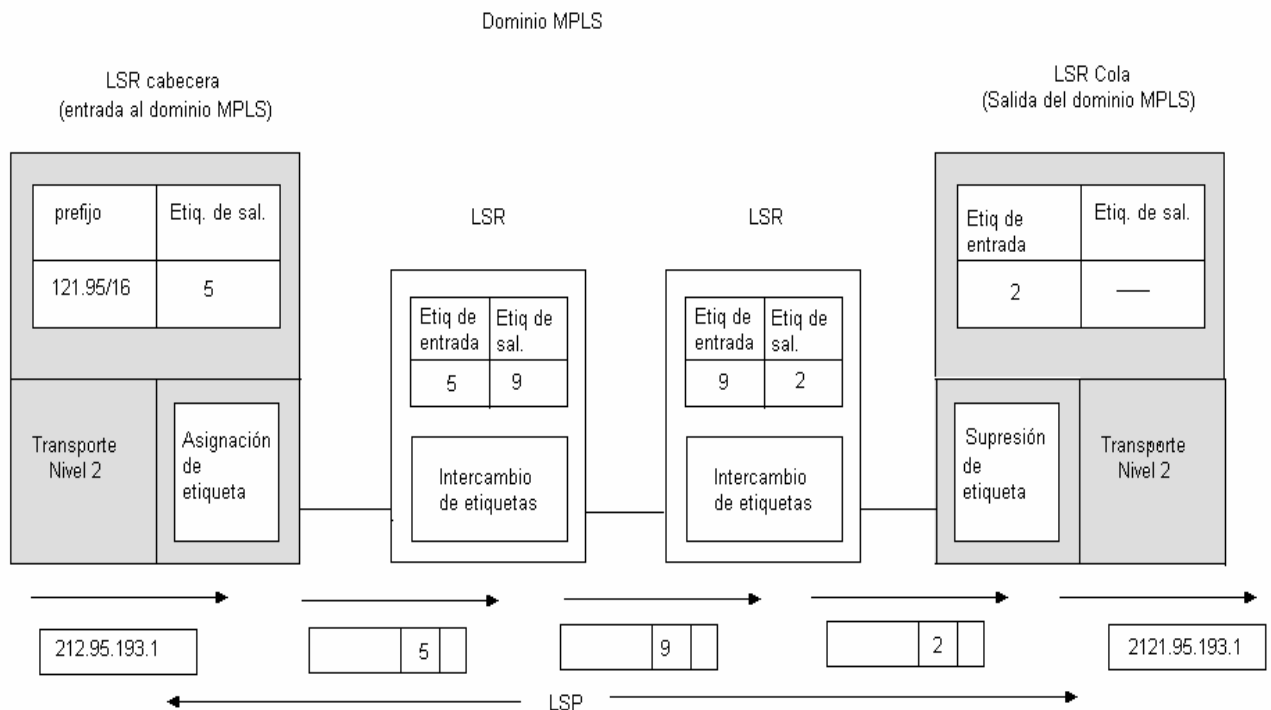 Dominio MPLS
LSR cabecera
(entrada al dominio MPLS)
LSR Cola
(Salida del dominio MPLS)
prefijo
Etiq. de sal.
121.95/16
5
LSR
LSR
Etiq de
entrada
Etiq. de sal.
2
—
Etiq de
entrada
Etiq de
sal.
5
9
Etiq de
entrada
Etiq de
sal.
9
2
Transporte
Nivel 2
Asignación
de
etiqueta
Intercambio
de etiquetas
Intercambio
de etiquetas
Supresión
de
etiqueta
Transporte
Nivel 2
212.95.193.1
5
9
2
2121.95.193.1
LSP